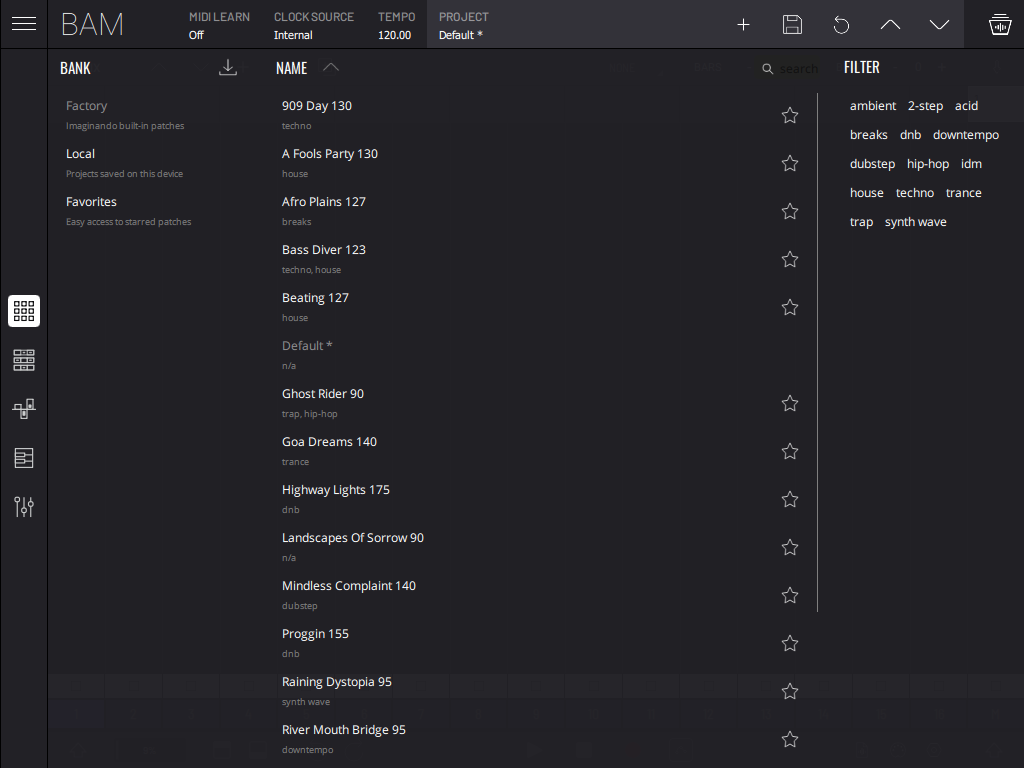 BAM
MIDI LEARN
Off
CLOCK SOURCE
Internal
TEMPO
120.00
PROJECT
Default *
BANK
Factory
Imaginando built-in patches
Local
Projects saved on this device
Favorites
Easy access to starred patches
NAME
search
909 Day 130
techno
A Fools Party 130
house
Afro Plains 127
breaks
Bass Diver 123
techno, house
Beating 127
house
Default *
n/a
Ghost Rider 90
trap, hip-hop
Goa Dreams 140
trance
Highway Lights 175
dnb
Landscapes Of Sorrow 90
n/a
Mindless Complaint 140
dubstep
Proggin 155
dnb
Raining Dystopia 95
synth wave
River Mouth Bridge 95
downtempo
FILTER
ambient 2-step acid
breaks dnb downtempo
dubstep hip-hop idm
house techno trance
trap synth wave